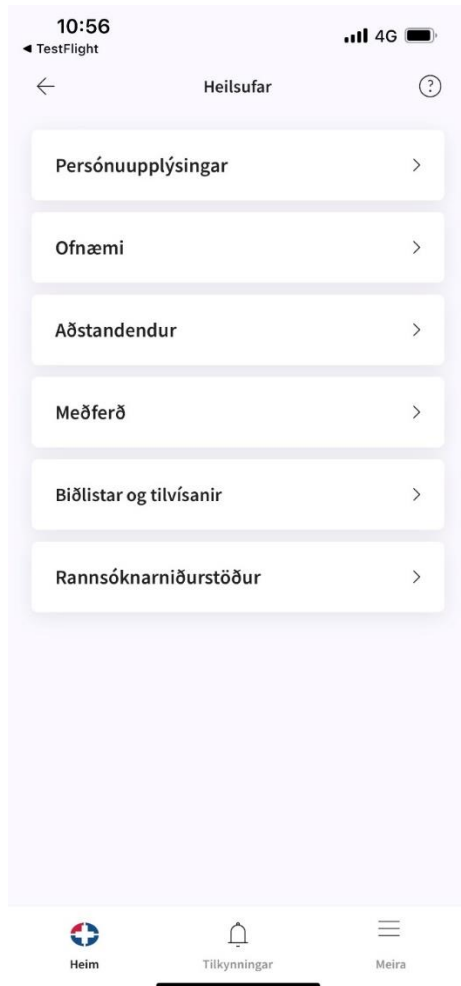 10:56
4G
TestFlight
Heilsufar
?
Persónuupplýsingar
Ofnæmi
Aðstandendur
Meðferð
Biðlistar og tilvísanir
Rannsóknarniðurstöður
Heim
Tilkynningar
Meira